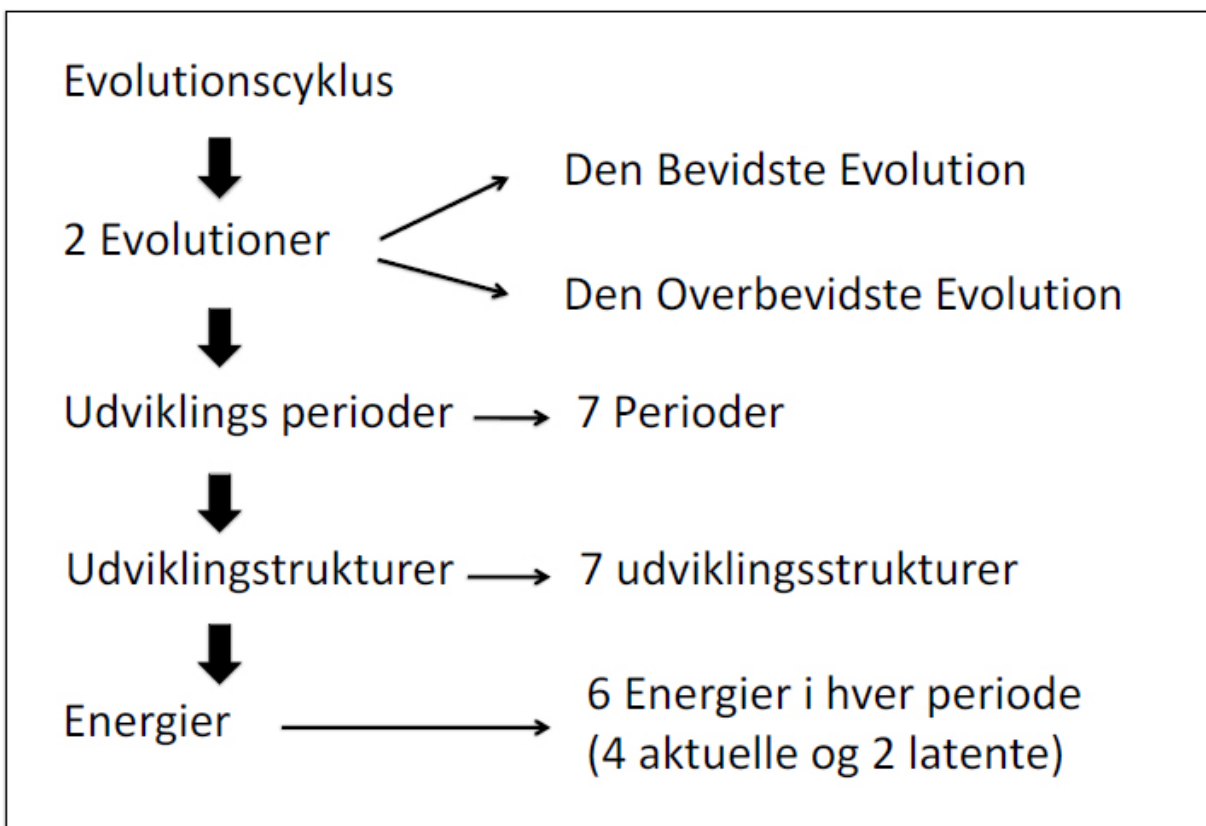 Evolutionscyklus
2 Evolutioner
Den Bevidste Evolution
Den Overbevidste Evolution
Udviklings perioder
7 Perioder
Udviklingstrukturer
7 udviklingsstrukturer
Energier
6 Energier i hver periode
(4 aktuelle og 2 latente)